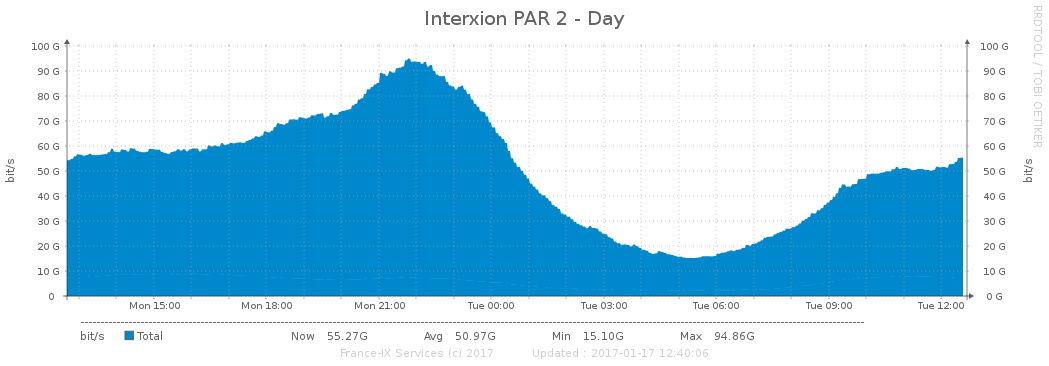 Interxion PAR 2 - Day
RRDTOOL / TOBI OETIKER
bit/s
bit/s
100 G 100 G
90 G 90 G
80 G 80 G
70 G 70 G
60 G 60 G
50 G 50 G
40 G 40 G
30 G 30 G
20 G 20 G
10 G 10 G
0 0 G
Mon 15:00 Mon 18:00 Mon 21:00 Tue 00:00 Tue 03:00 Tue 06:00 Tue 09:00 Tue 12:00
bit/s Total Now 55.27G Avg 50.97G Min 15.10G Max 94.86G
France-IX Services (c) 2017 Updated : 2017-01-17 12:40:06